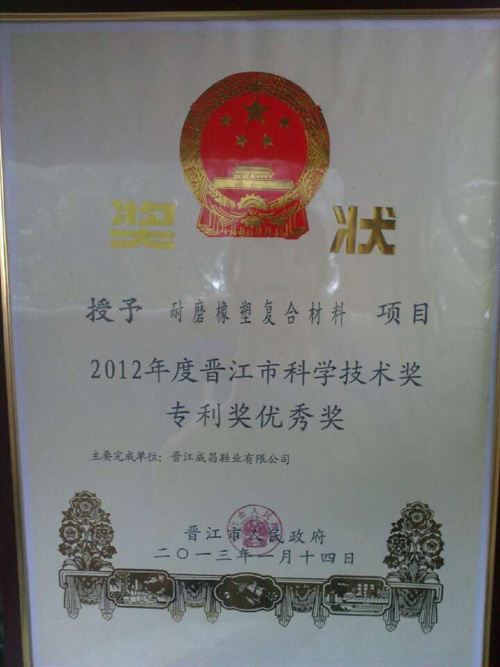 奖 状
授予 耐磨橡塑复合材料 项目
2012年度晋江市科学技术奖
专利奖优秀奖
主要完成单位：晋江成昌鞋业有限公司
晋江市人民政府
二〇一三年一月十四日